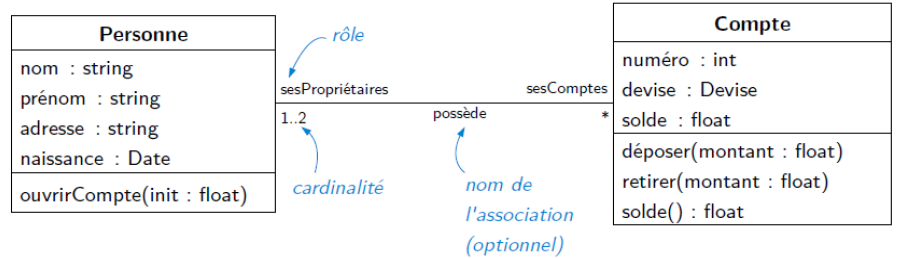 Personne
nom : string
prénom : string
adresse : string
naissance : Date
ouvrirCompte(init : float)
rôle
sesPropriétaires
1..2
cardinalité
possède
nom de
l'association
(optionnel)
sesComptes
*
Compte
numéro : int
devise : Devise
solde : float
déposer(montant : float)
retirer(montant : float)
solde() : float